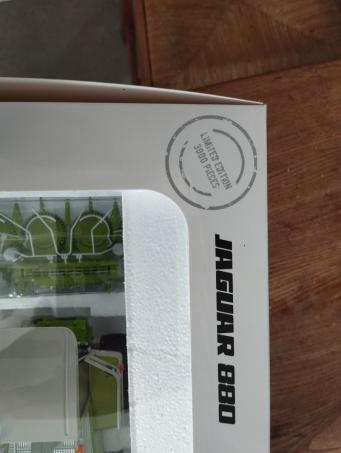 LIMITED EDITION
3000 PIECES
JAGUAR 880